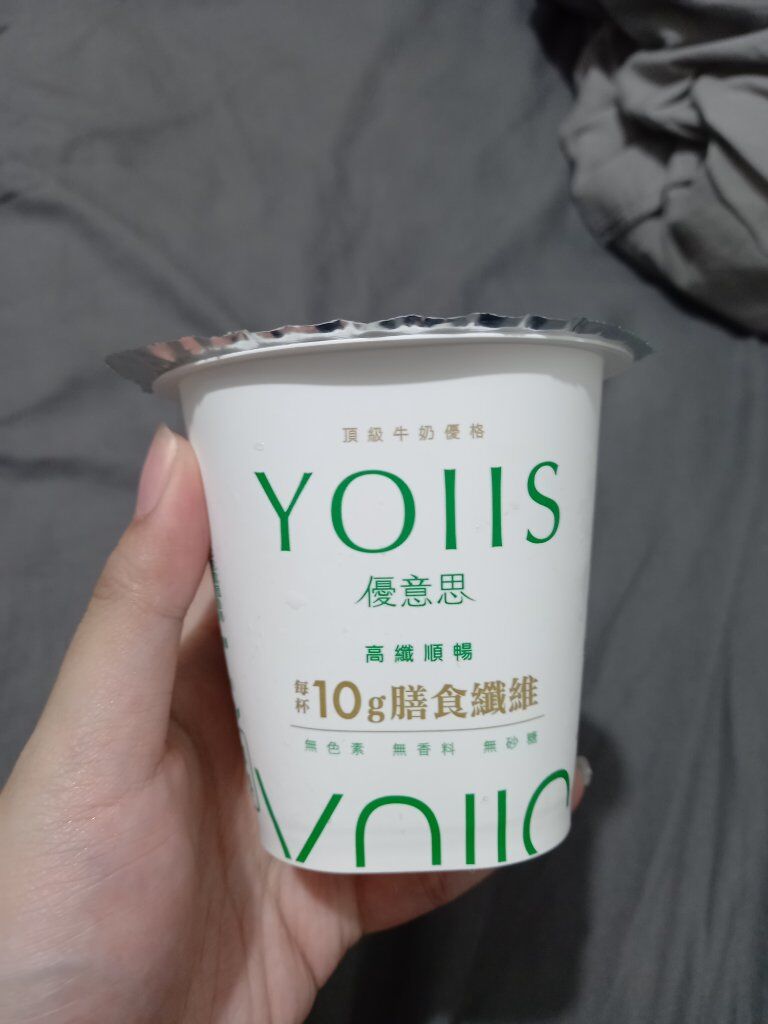 頂級牛奶優格
YOIIS
優意思
高纖順暢
每杯10g膳食纖維
無色素 無香料 無砂糖
YOIIS